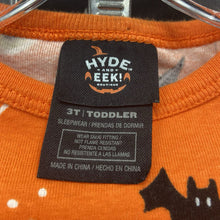 HYDE
AND
EEK!
BOUTIQUE
3T | TODDLER
SLEEPWEAR / PRENDAS DE DORMIR
WEAR SNUG FITTING /
NOT FLAME RESISTANT /
PRENDA CEÑIDAS
NO RESISTENTE A LAS LLAMAS
MADE IN CHINA / HECHO EN CHINA